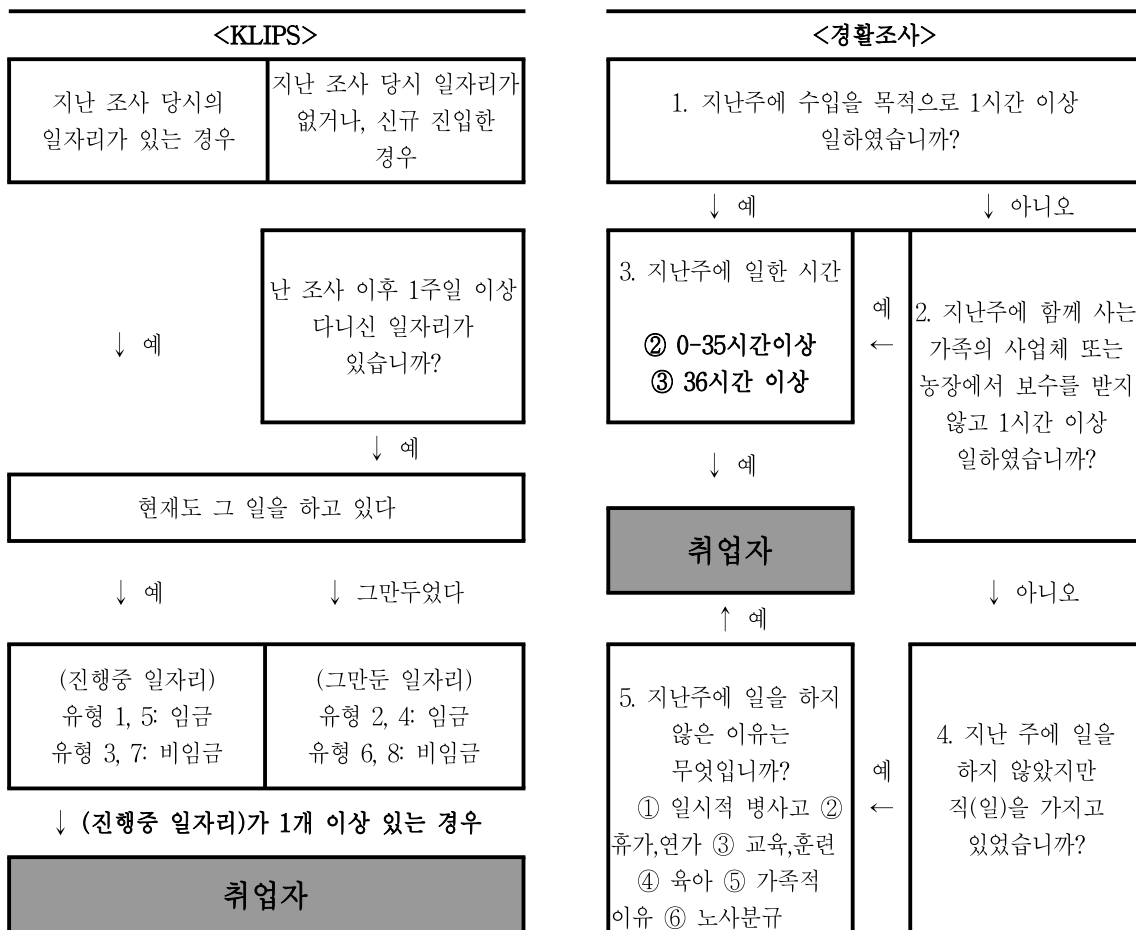 <KLIPS>
지난 조사 당시의
일자리가 있는 경우
지난 조사 당시 일자리가
없거나, 신규 진입한
경우
난 조사 이후 1주일 이상
다니신 일자리가
있습니까?
↓ 예
↓ 예
현재도 그 일을 하고 있다
↓ 예
↓ 그만두었다
(진행중 일자리)
유형 1, 5: 임금
유형 3, 7: 비임금
(그만둔 일자리)
유형 2, 4: 임금
유형 6, 8: 비임금
↓ (진행중 일자리)가 1개 이상 있는 경우
취업자
<경활조사>
1. 지난주에 수입을 목적으로 1시간 이상
일하였습니까?
↓ 예
↓ 아니오
3. 지난주에 일한 시간
② 0-35시간이상
③ 36시간 이상
예
←
2. 지난주에 함께 사는
가족의 사업체 또는
농장에서 보수를 받지
않고 1시간 이상
일하였습니까?
↓ 예
취업자
↑ 예
↓ 아니오
5. 지난주에 일을 하지
않은 이유는
무엇입니까?
① 일시적 병사고 ②
휴가,연가 ③ 교육,훈련
④ 육아 ⑤ 가족적
이유 ⑥ 노사분규
예
←
4. 지난 주에 일을
하지 않았지만
직(일)을 가지고
있었습니까?